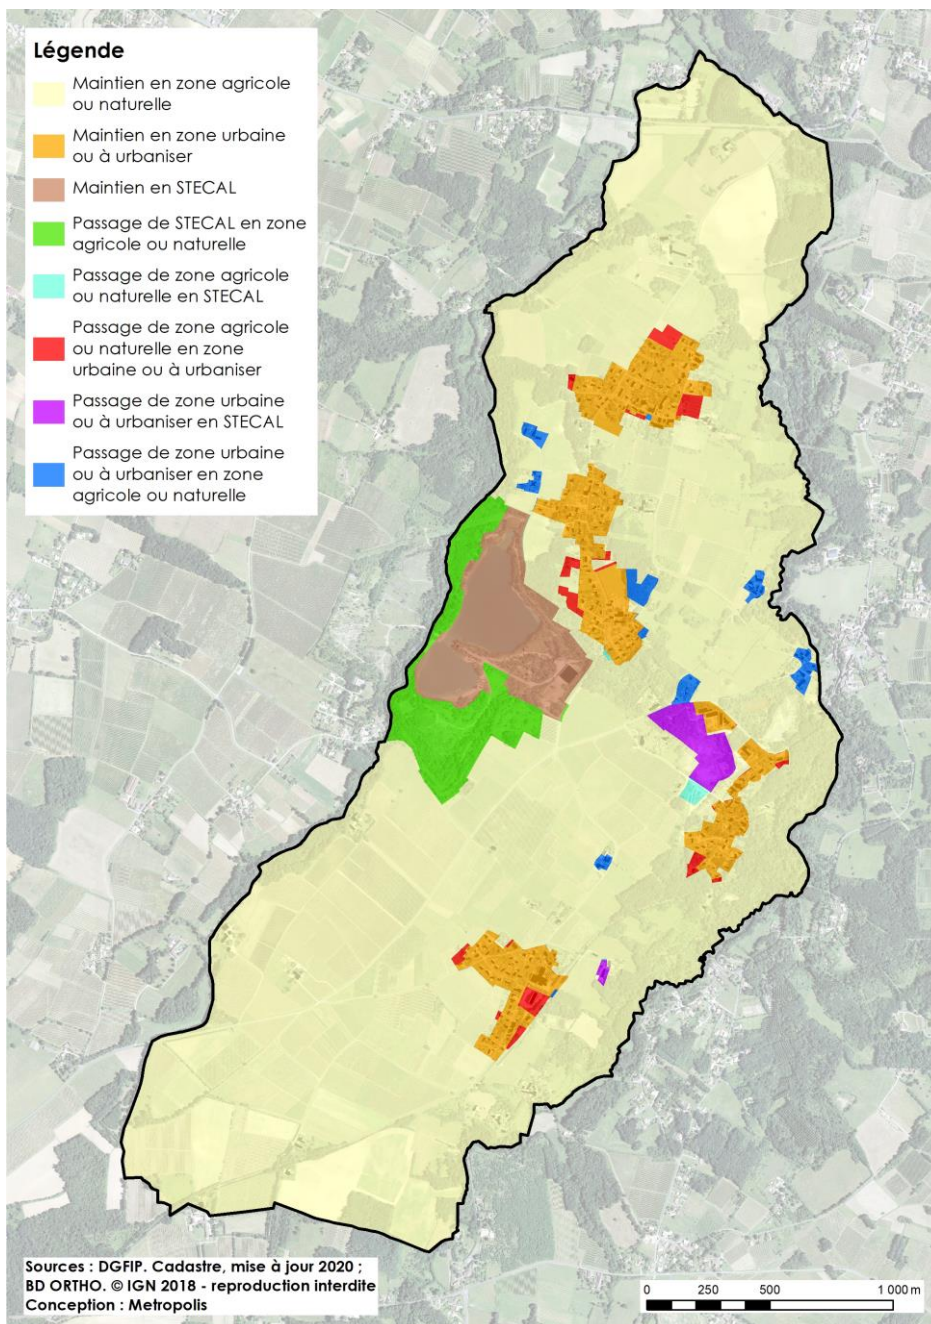 Légende
Maintien en zone agricole
ou naturelle
Maintien en zone urbaine
ou à urbaniser
Maintien en STECAL
Passage de STECAL en zone
agricole ou naturelle
Passage de zone agricole
ou naturelle en STECAL
Passage de zone agricole
ou naturelle en zone
urbaine ou à urbaniser
Passage de zone urbaine
ou à urbaniser en STECAL
Passage de zone urbaine
ou à urbaniser en zone
agricole ou naturelle
Sources : DGFIP. Cadastre, mise à jour 2020 ;
BD ORTHO. © IGN 2018 - reproduction interdite
Conception : Metropolis
0 250 500 1 000 m